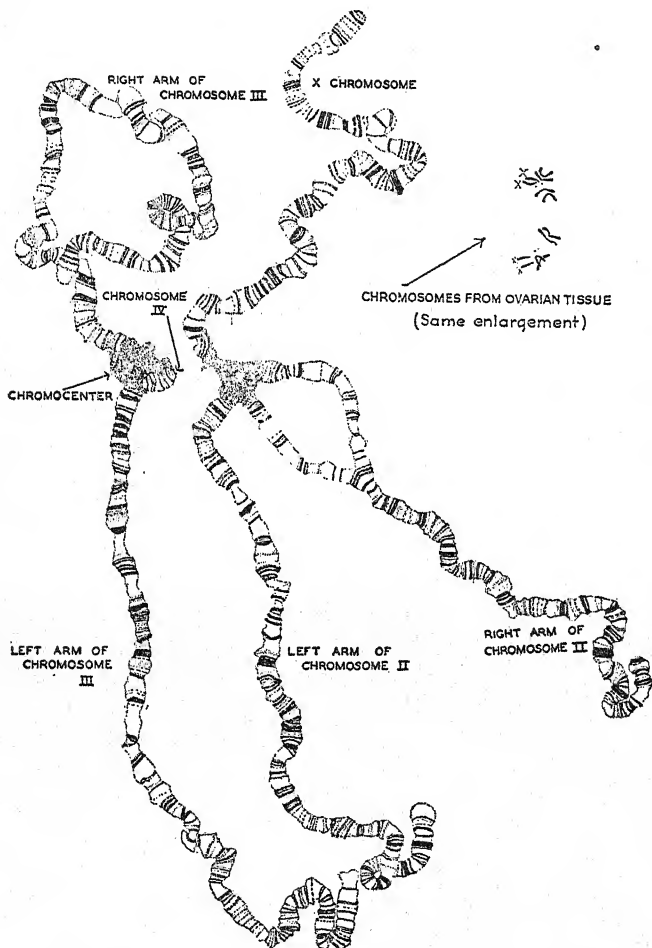 RIGHT ARM OF
CHROMOSOME III
X CHROMOSOME
X
X
CHROMOSOMES FROM OVARIAN TISSUE
(Same enlargement)
CHROMOSOME
IV
CHROMOCENTER
LEFT ARM OF
CHROMOSOME
III
LEFT ARM OF
CHROMOSOME II
RIGHT ARM OF
CHROMOSOME II